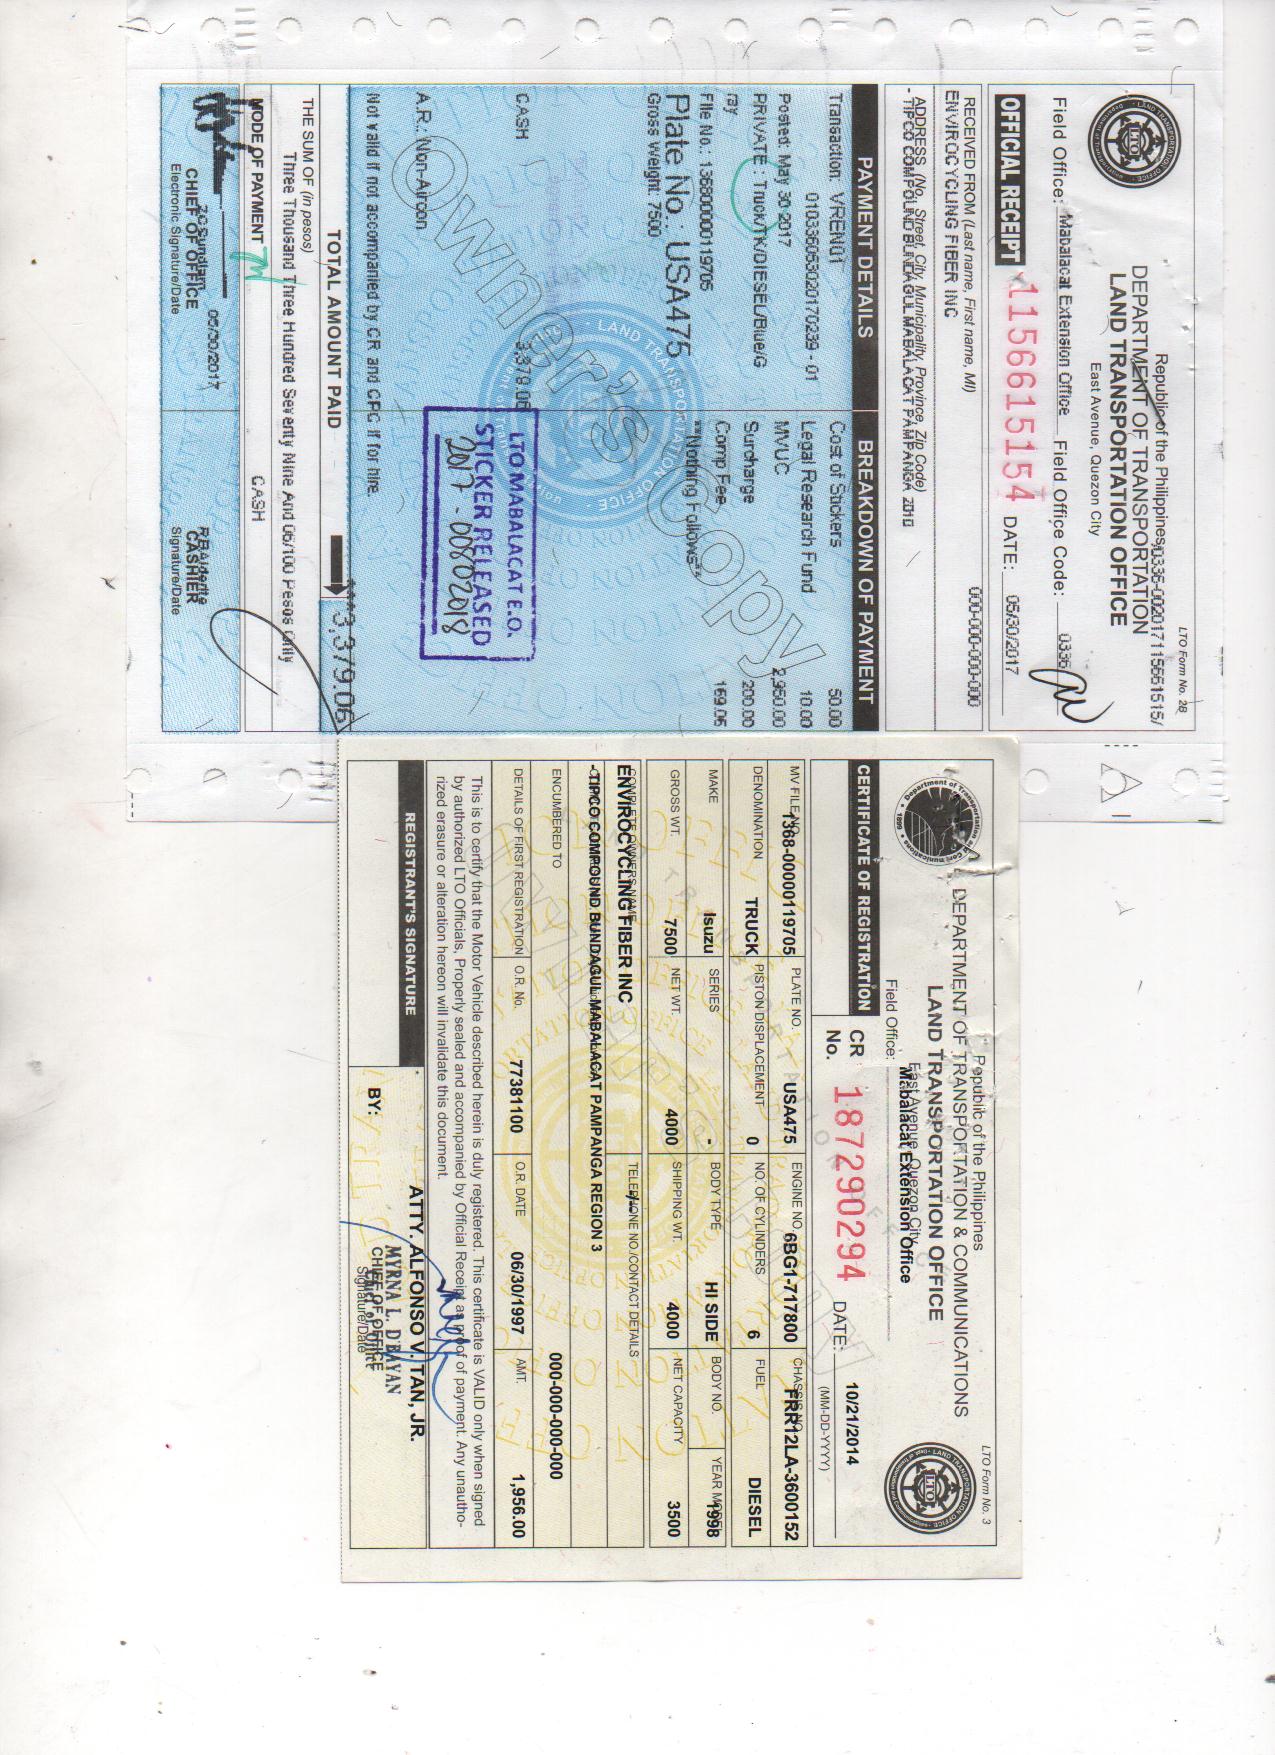 LTO Form No. 2B
Republic of the Philippines
/0336-002017115661515/
DEPARTMENT OF TRANSPORTATION
LAND TRANSPORTATION OFFICE
East Avenue, Quezon City
Field Office: Mabalacat Extension Office Field Office Code: 0336
OFFICIAL RECEIPT 1156615154 DATE: 05/30/2017
RECEIVED FROM (Last name, First name, MI) 000-000-000-000
ENVIROCYCLING FIBER INC
ADDRESS (No., Street, City, Municipality, Province, Zip Code)
- TIPCO COMPOUND BUNDAGUL MABALACAT PAMPANGA 2010
PAYMENT DETAILS BREAKDOWN OF PAYMENT
Transaction: VREN01
010336053020170239 - 01
Posted: May 30 2017
PRIVATE : Truck/TK/DIESEL/Blue/G
ray
File No.: 136800000119705
Plate No.: USA475
Gross Weight: 7500
Cost of Stickers 50.00
Legal Research Fund 10.00
MVUC 2,950.00
Surcharge 200.00
Comp Fee 169.06
**Nothing Follows**
Owner's Copy
CASH 3,379.06
LTO MABALACAT E.O.
STICKER RELEASED
2017 - 00802018
A.R.: Non-Aircon
Not valid if not accompanied by CR and CPC if for hire.
TOTAL AMOUNT PAID ***3,379.06
THE SUM OF (in pesos)
Three Thousand Three Hundred Seventy Nine And 06/100 Pesos Only
MODE OF PAYMENT CASH
05/30/2017
CHIEF OF OFFICE
Electronic Signature/Date
RBAlderite
CASHIER
Signature/Date
LTO Form No. 3
Republic of the Philippines
DEPARTMENT OF TRANSPORTATION & COMMUNICATIONS
LAND TRANSPORTATION OFFICE
East Avenue, Quezon City
Field Office: Mabalacat Extension Office
CERTIFICATE OF REGISTRATION CR No. 187290294 DATE: 10/21/2014
(MM-DD-YYYY)
MV FILE NO. 1368-00000119705 PLATE NO. USA475 ENGINE NO. 6BG1-717800 CHASSIS NO. FRR12LA-3600152
DENOMINATION TRUCK PISTON DISPLACEMENT 0 NO. OF CYLINDERS 6 FUEL DIESEL
MAKE Isuzu SERIES - BODY TYPE HI SIDE BODY NO. YEAR MODEL 1998
GROSS WT. 7500 NET WT. 4000 SHIPPING WT. 4000 NET CAPACITY 3500
COMPLETE OWNERS NAME TELEPHONE NO./CONTACT DETAILS
ENVIROCYCLING FIBER INC -/--
- TIPCO COMPOUND BUNDAGUL MABALACAT PAMPANGA REGION 3
ENCUMBERED TO 000-000-000-000
DETAILS OF FIRST REGISTRATION O.R. No. 77381100 O.R. DATE 06/30/1997 AMT. 1,956.00
This is to certify that the Motor Vehicle described herein is duly registered. This certificate is VALID only when signed
by authorized LTO Officials, Properly sealed and accompanied by Official Receipt as proof of payment. Any unautho-
rized erasure or alteration hereon will invalidate this document.
REGISTRANT'S SIGNATURE
ATTY. ALFONSO V. TAN, JR.
MYRNA L. D'BAYAN
BY: CHIEF OF OFFICE
Chief of Office
Signature/Date
Owner's Copy